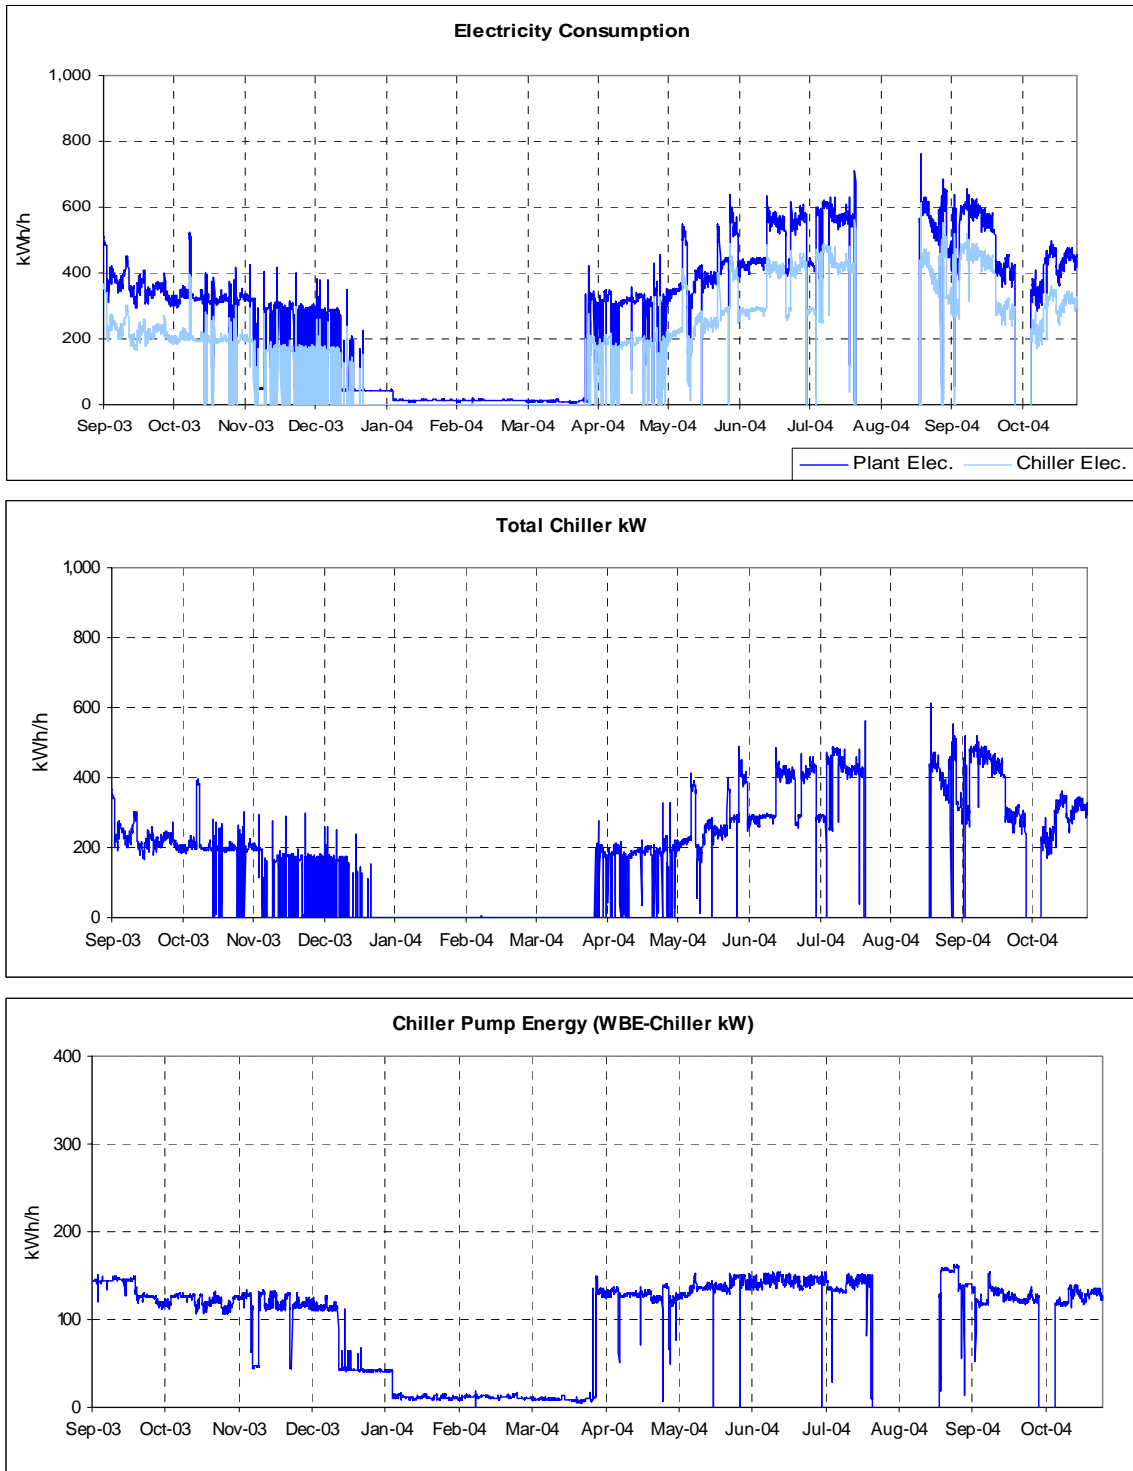 Electricity Consumption
1,000
800
600
400
200
0
kWh/h
Sep-03 Oct-03 Nov-03 Dec-03 Jan-04 Feb-04 Mar-04 Apr-04 May-04 Jun-04 Jul-04 Aug-04 Sep-04 Oct-04
Plant Elec. Chiller Elec.
Total Chiller kW
1,000
800
600
400
200
0
kWh/h
Sep-03 Oct-03 Nov-03 Dec-03 Jan-04 Feb-04 Mar-04 Apr-04 May-04 Jun-04 Jul-04 Aug-04 Sep-04 Oct-04
Chiller Pump Energy (WBE-Chiller kW)
400
300
200
100
0
kWh/h
Sep-03 Oct-03 Nov-03 Dec-03 Jan-04 Feb-04 Mar-04 Apr-04 May-04 Jun-04 Jul-04 Aug-04 Sep-04 Oct-04